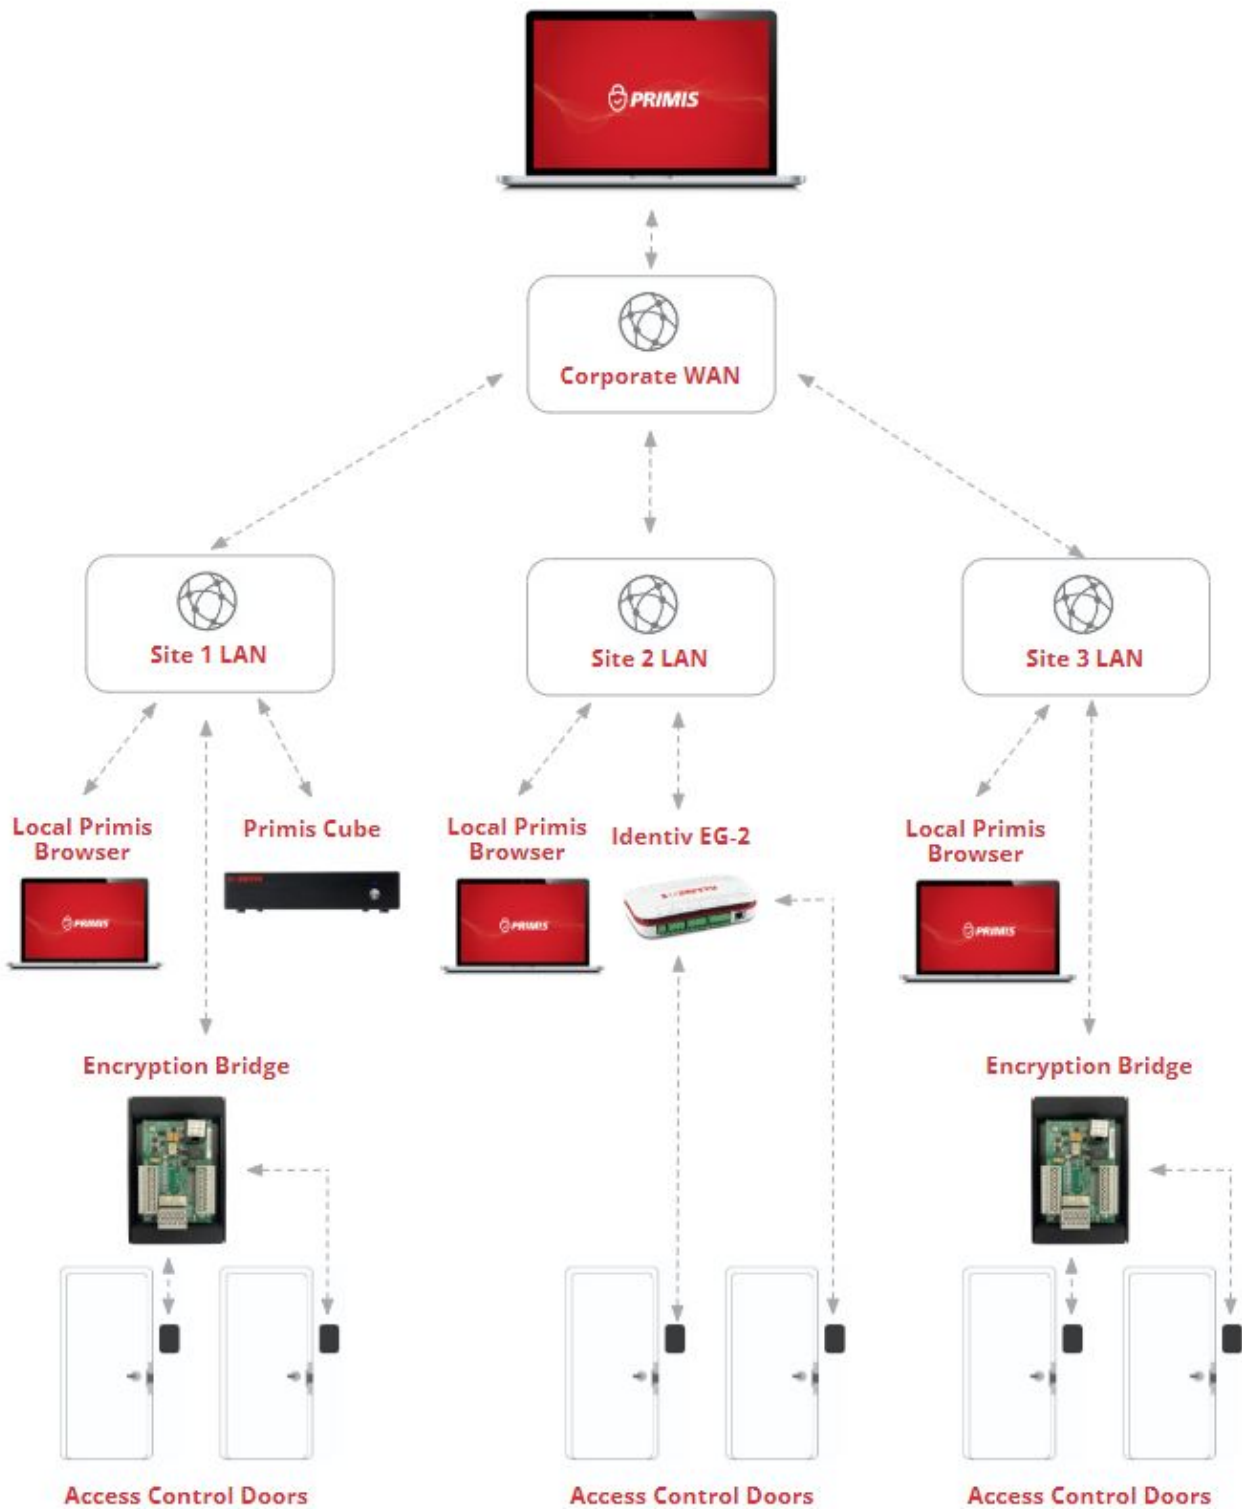 PRIMIS
Corporate WAN
Site 1 LAN
Site 2 LAN
Site 3 LAN
Local Primis
Browser
Primis Cube
Local Primis
Browser
Identiv EG-2
Local Primis
Browser
PRIMIS
PRIMIS
PRIMIS
Encryption Bridge
Encryption Bridge
Access Control Doors
Access Control Doors
Access Control Doors